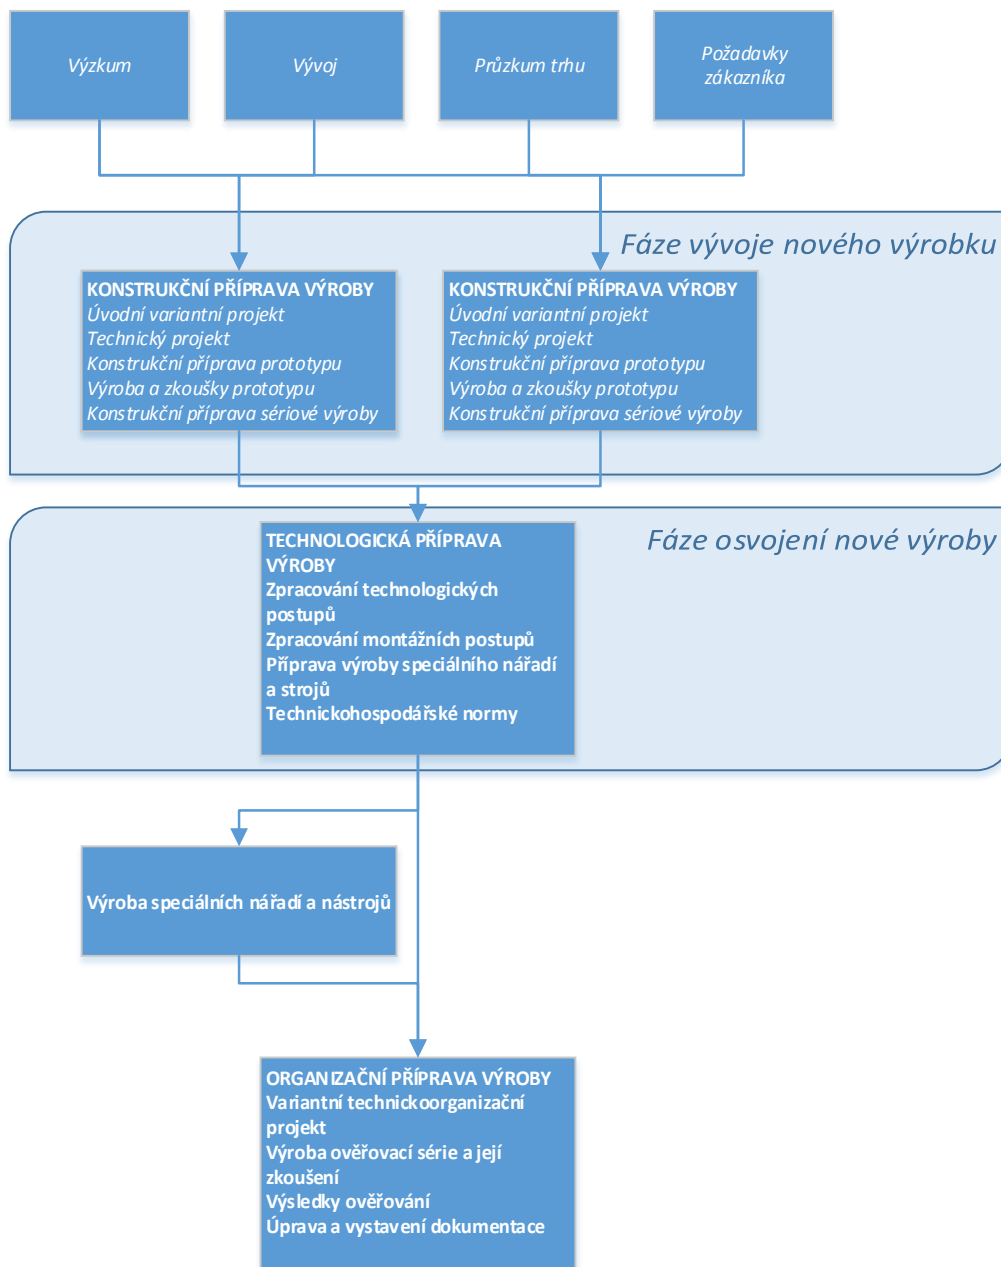 Výzkum
Vývoj
Průzkum trhu
Požadavky
zákazníka
Fáze vývoje nového výrobku
KONSTRUKČNÍ PŘÍPRAVA VÝROBY
Úvodní variantní projekt
Technický projekt
Konstrukční příprava prototypu
Výroba a zkoušky prototypu
Konstrukční příprava sériové výroby
KONSTRUKČNÍ PŘÍPRAVA VÝROBY
Úvodní variantní projekt
Technický projekt
Konstrukční příprava prototypu
Výroba a zkoušky prototypu
Konstrukční příprava sériové výroby
Fáze osvojení nové výroby
TECHNOLOGICKÁ PŘÍPRAVA
VÝROBY
Zpracování technologických
postupů
Zpracování montážních postupů
Příprava výroby speciálního nářadí
a strojů
Technickohospodářské normy
Výroba speciálních nářadí a nástrojů
ORGANIZAČNÍ PŘÍPRAVA VÝROBY
Variantní technickoorganizační
projekt
Výroba ověřovací série a její
zkoušení
Výsledky ověřování
Úprava a vystavení dokumentace